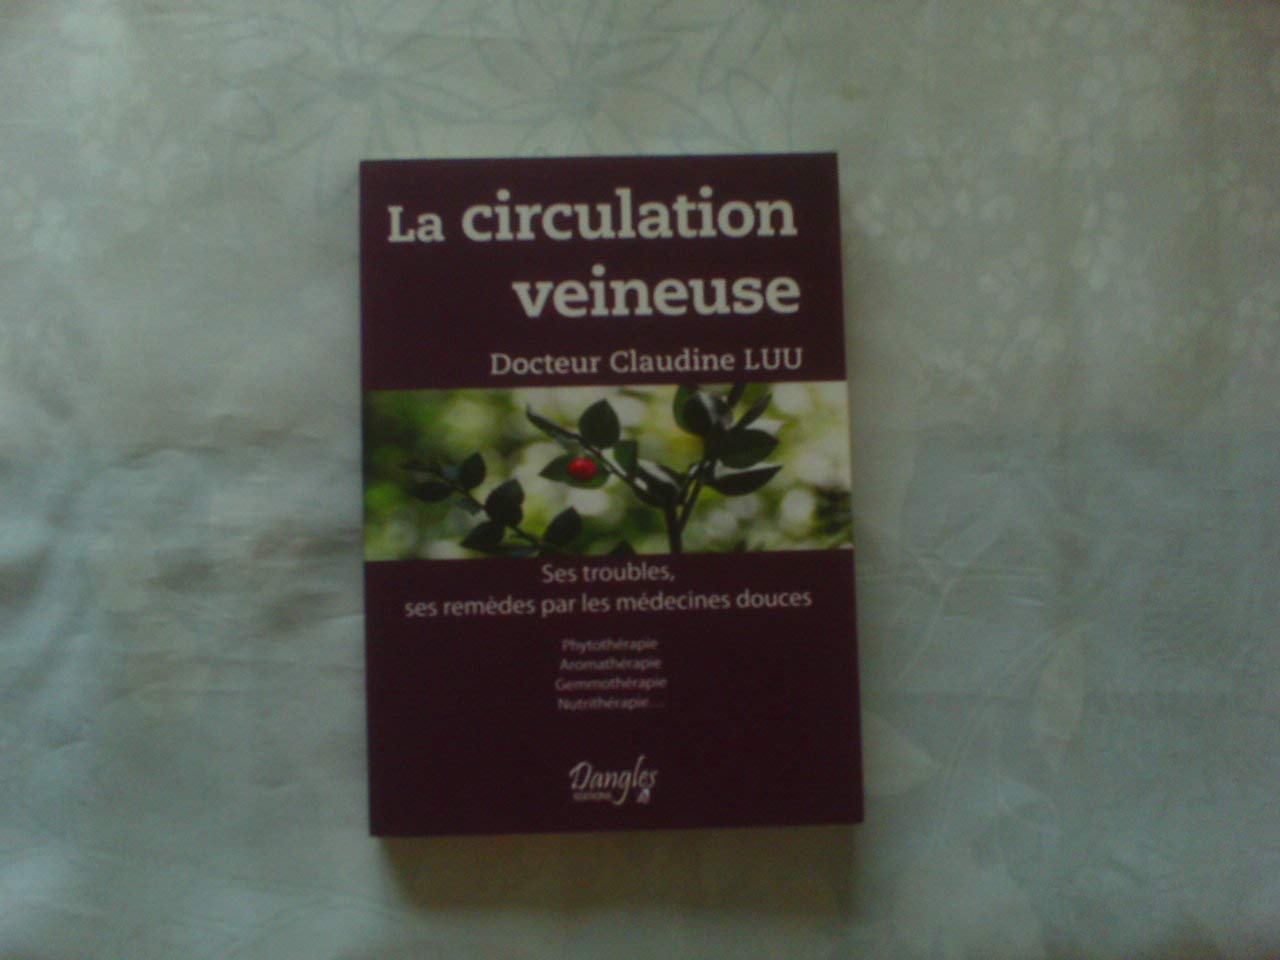 La circulation
veineuse
Docteur Claudine LUU
Ses troubles,
ses remèdes par les médecines douces
Phytothérapie
Aromathérapie
Gemmothérapie
Nutrithérapie...
Dangles
EDITIONS